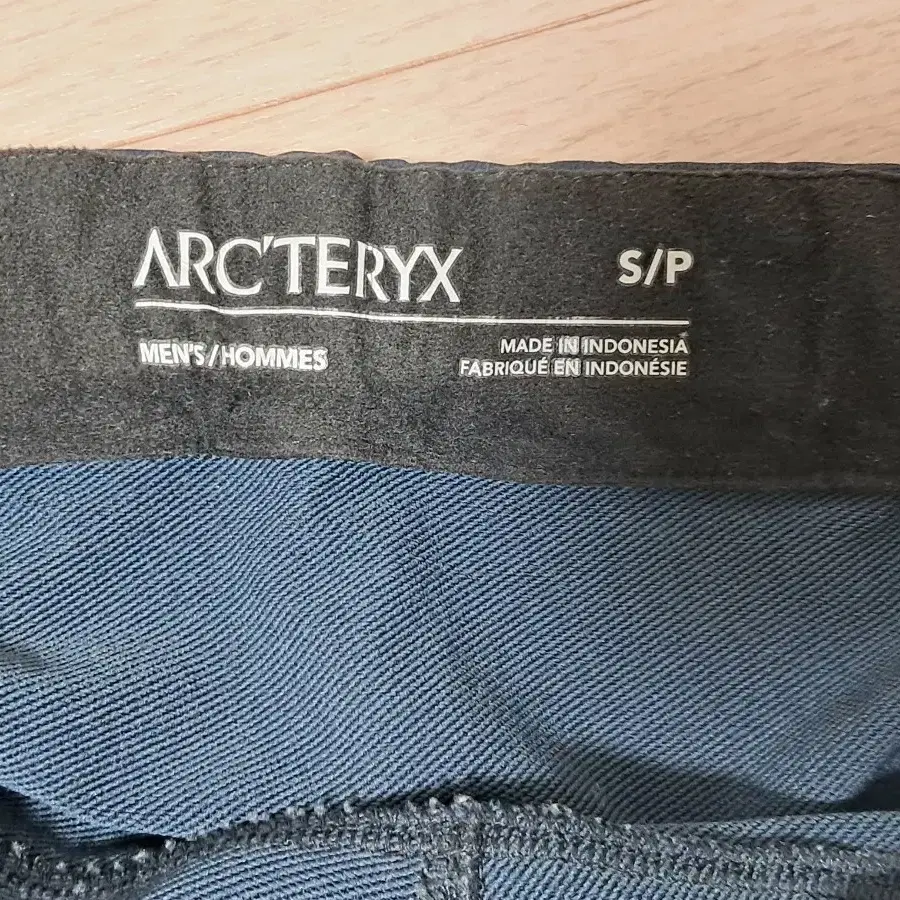 ARC'TERYX S/P
MEN'S/HOMMES
MADE IN INDONESIA
FABRIQUÉ EN INDONÉSIE